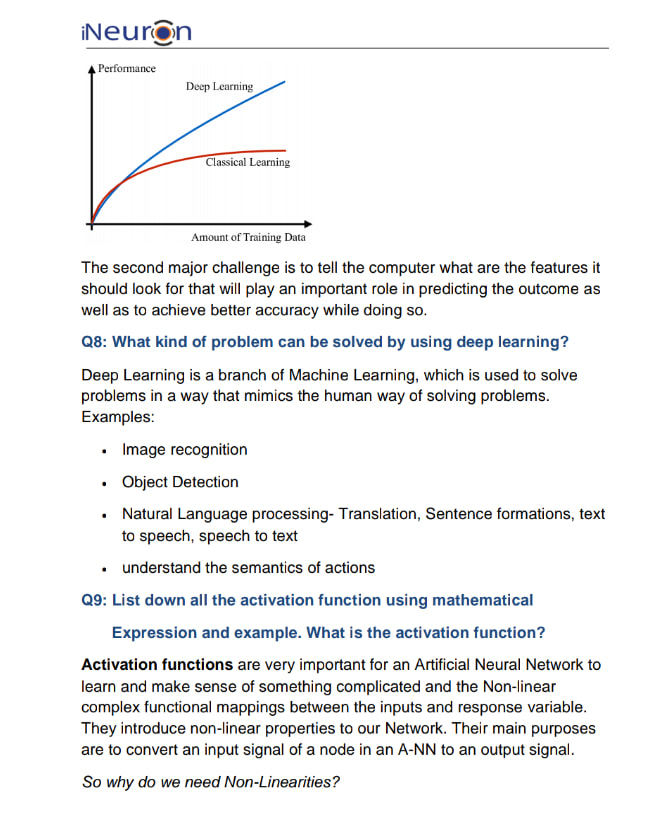 iNeuron
Performance
Deep Learning
Classical Learning
Amount of Training Data
The second major challenge is to tell the computer what are the features it
should look for that will play an important role in predicting the outcome as
well as to achieve better accuracy while doing so.
Q8: What kind of problem can be solved by using deep learning?
Deep Learning is a branch of Machine Learning, which is used to solve
problems in a way that mimics the human way of solving problems.
Examples:
• Image recognition
• Object Detection
• Natural Language processing- Translation, Sentence formations, text
to speech, speech to text
• understand the semantics of actions
Q9: List down all the activation function using mathematical
Expression and example. What is the activation function?
Activation functions are very important for an Artificial Neural Network to
learn and make sense of something complicated and the Non-linear
complex functional mappings between the inputs and response variable.
They introduce non-linear properties to our Network. Their main purposes
are to convert an input signal of a node in an A-NN to an output signal.
So why do we need Non-Linearities?